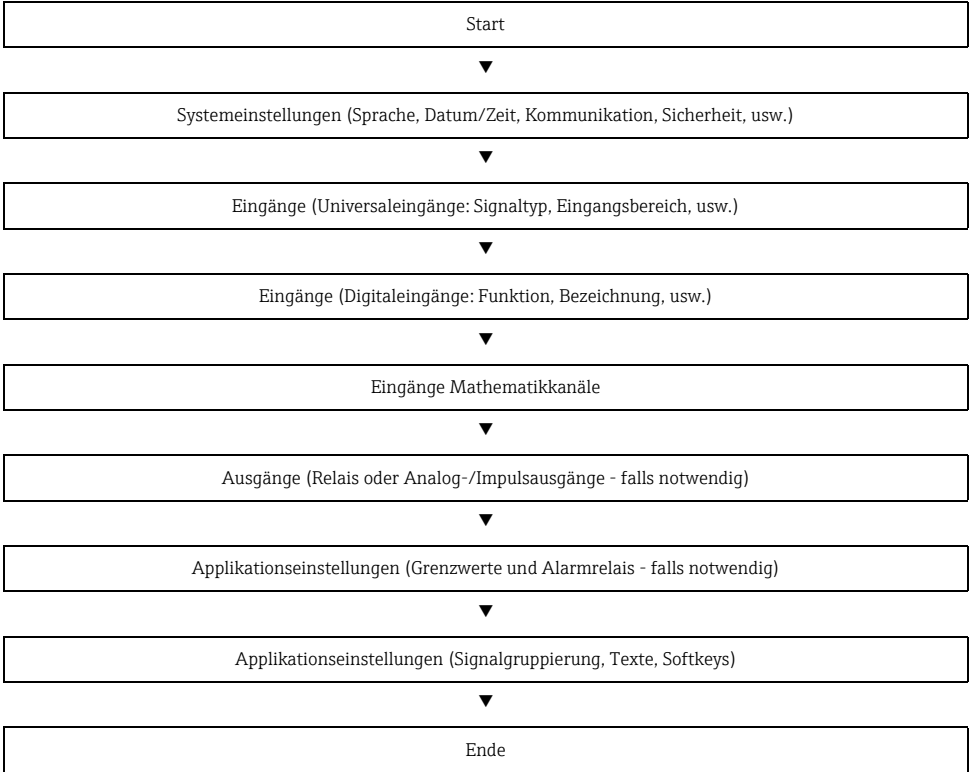 Start
▼
Systemeinstellungen (Sprache, Datum/Zeit, Kommunikation, Sicherheit, usw.)
▼
Eingänge (Universaleingänge: Signaltyp, Eingangsbereich, usw.)
▼
Eingänge (Digitaleingänge: Funktion, Bezeichnung, usw.)
▼
Eingänge Mathematikkanäle
▼
Ausgänge (Relais oder Analog-/Impulsausgänge - falls notwendig)
▼
Applikationseinstellungen (Grenzwerte und Alarmrelais - falls notwendig)
▼
Applikationseinstellungen (Signalgruppierung, Texte, Softkeys)
▼
Ende